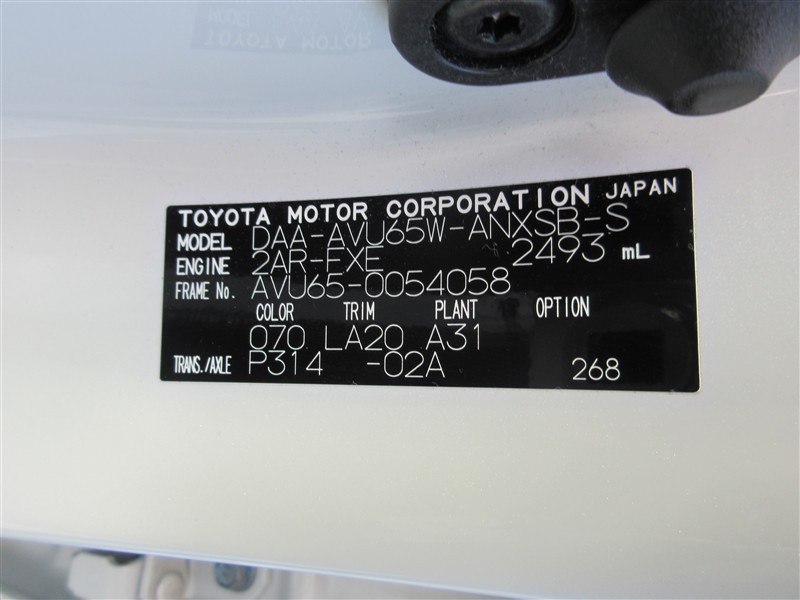 TOYOTA MOTOR CORPORATION JAPAN
MODEL DAA-AVU65W-ANXSB-S
ENGINE 2AR-FXE 2493 mL
FRAME No. AVU65-0054058
COLOR TRIM PLANT OPTION
070 LA20 A31
TRANS./AXLE P314 -02A 268